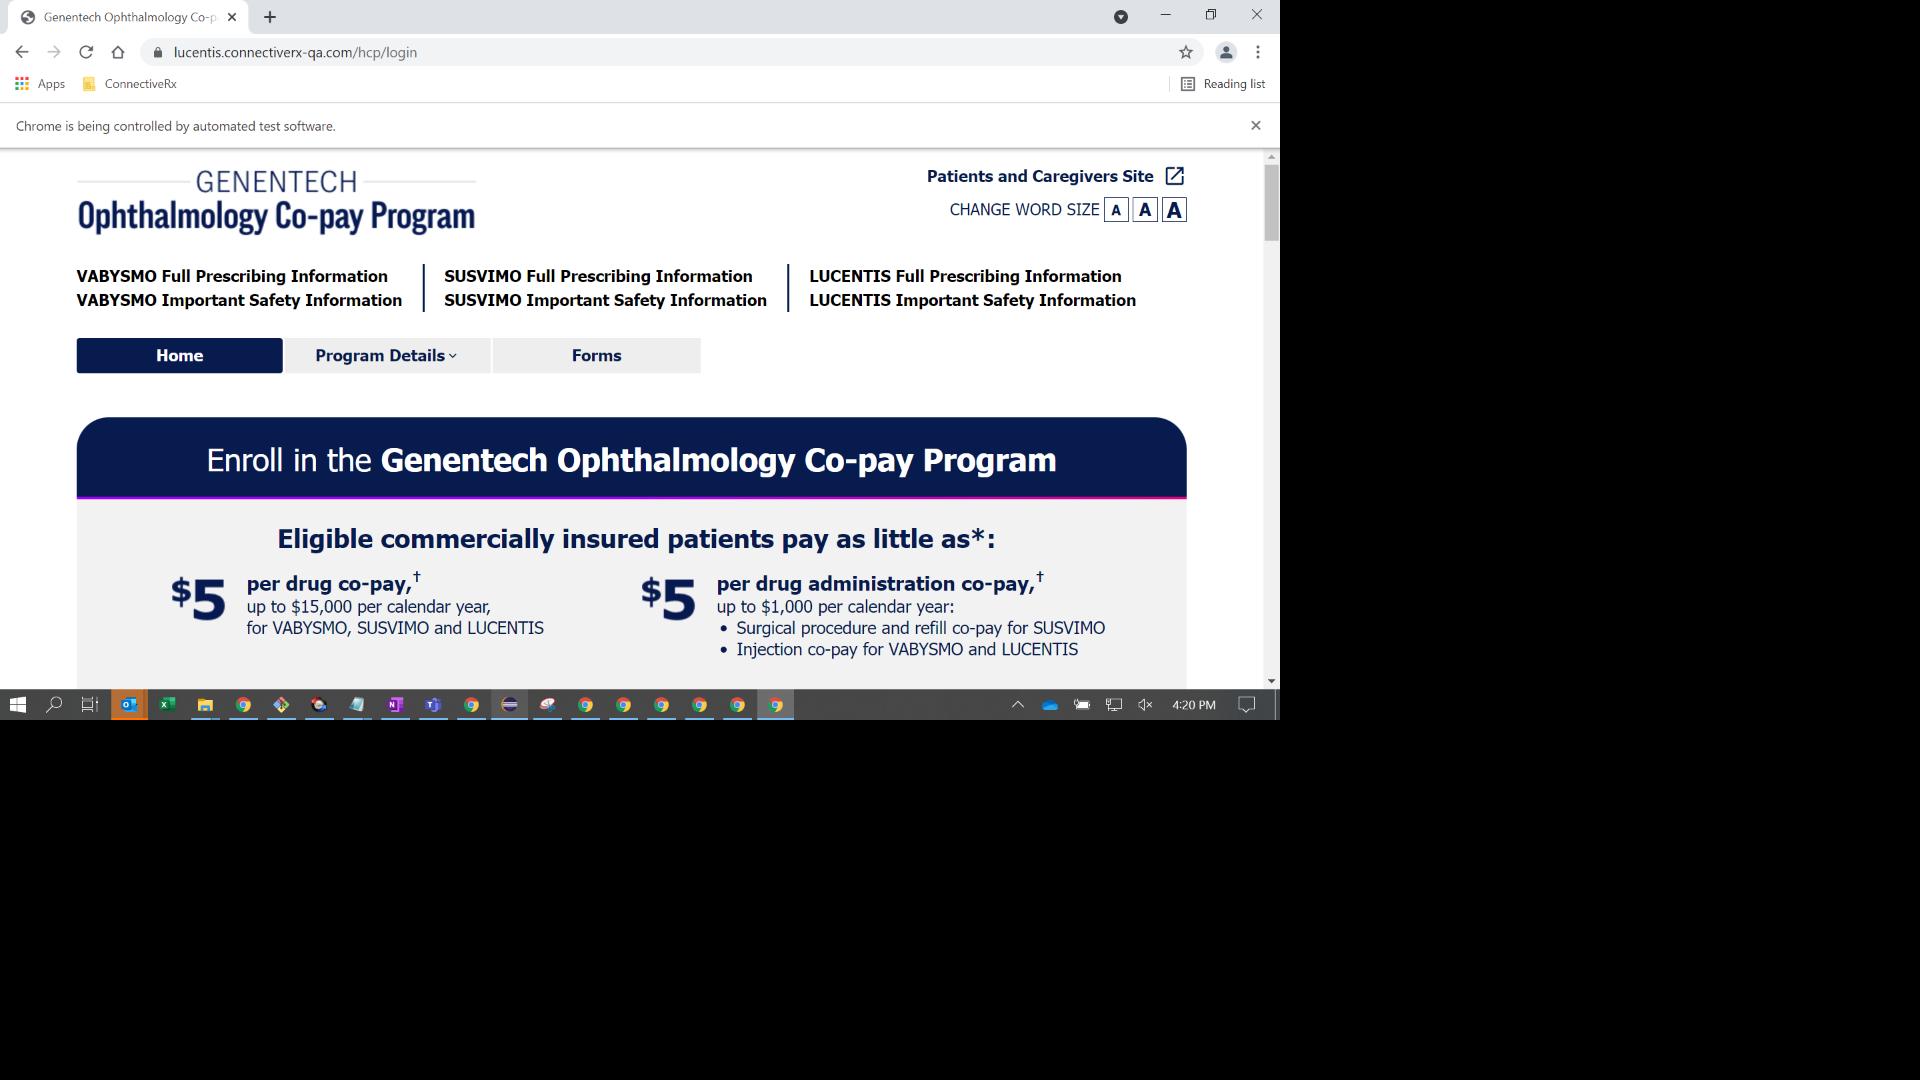 Genentech Ophthalmology Co-p
lucentis.connectiverx-qa.com/hcp/login
Apps
ConnectiveRx
Reading list
Chrome is being controlled by automated test software.
GENENTECH
Ophthalmology Co-pay Program
Patients and Caregivers Site
CHANGE WORD SIZE A A A
VABYSMO Full Prescribing Information
VABYSMO Important Safety Information
SUSVIMO Full Prescribing Information
SUSVIMO Important Safety Information
LUCENTIS Full Prescribing Information
LUCENTIS Important Safety Information
Home
Program Details
Forms
Enroll in the Genentech Ophthalmology Co-pay Program
Eligible commercially insured patients pay as little as*:
$5 per drug co-pay,†
up to $15,000 per calendar year,
for VABYSMO, SUSVIMO and LUCENTIS
$5 per drug administration co-pay,†
up to $1,000 per calendar year:
• Surgical procedure and refill co-pay for SUSVIMO
• Injection co-pay for VABYSMO and LUCENTIS
4:20 PM